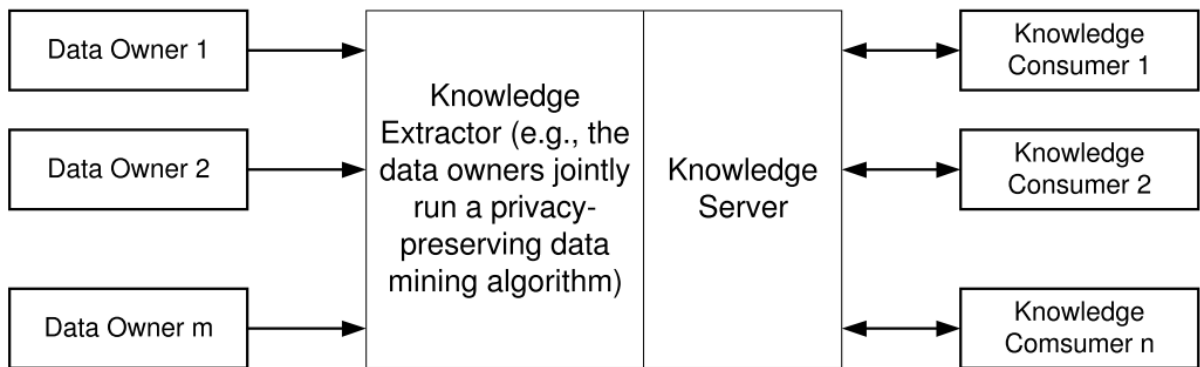 Data Owner 1
Data Owner 2
Data Owner m
Knowledge
Extractor (e.g., the
data owners jointly
run a privacy-
preserving data
mining algorithm)
Knowledge
Server
Knowledge
Consumer 1
Knowledge
Consumer 2
Knowledge
Comsumer n